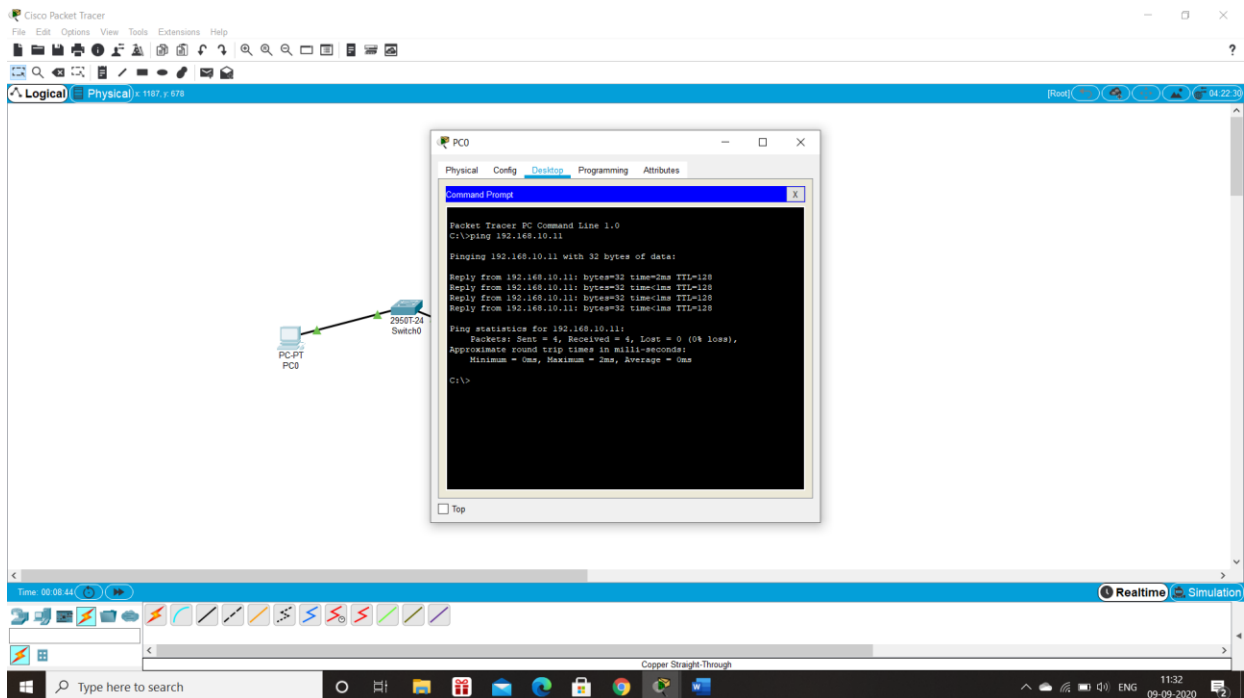 Cisco Packet Tracer
File Edit Options View Tools Extensions Help
?
Logical Physical x: 1187, y: 678
[Root] 04:22:30
PC0
Physical Config Desktop Programming Attributes
Command Prompt X
Packet Tracer PC Command Line 1.0
C:\>ping 192.168.10.11
Pinging 192.168.10.11 with 32 bytes of data:
Reply from 192.168.10.11: bytes=32 time=2ms TTL=128
Reply from 192.168.10.11: bytes=32 time<1ms TTL=128
Reply from 192.168.10.11: bytes=32 time<1ms TTL=128
Reply from 192.168.10.11: bytes=32 time<1ms TTL=128
Ping statistics for 192.168.10.11:
Packets: Sent = 4, Received = 4, Lost = 0 (0% loss),
Approximate round trip times in milli-seconds:
Minimum = 0ms, Maximum = 2ms, Average = 0ms
C:\>
Top
2950T-24
Switch0
PC-PT
PC0
Time: 00:08:44
Realtime Simulation
Copper Straight-Through
Type here to search
ENG
11:32
09-09-2020
2